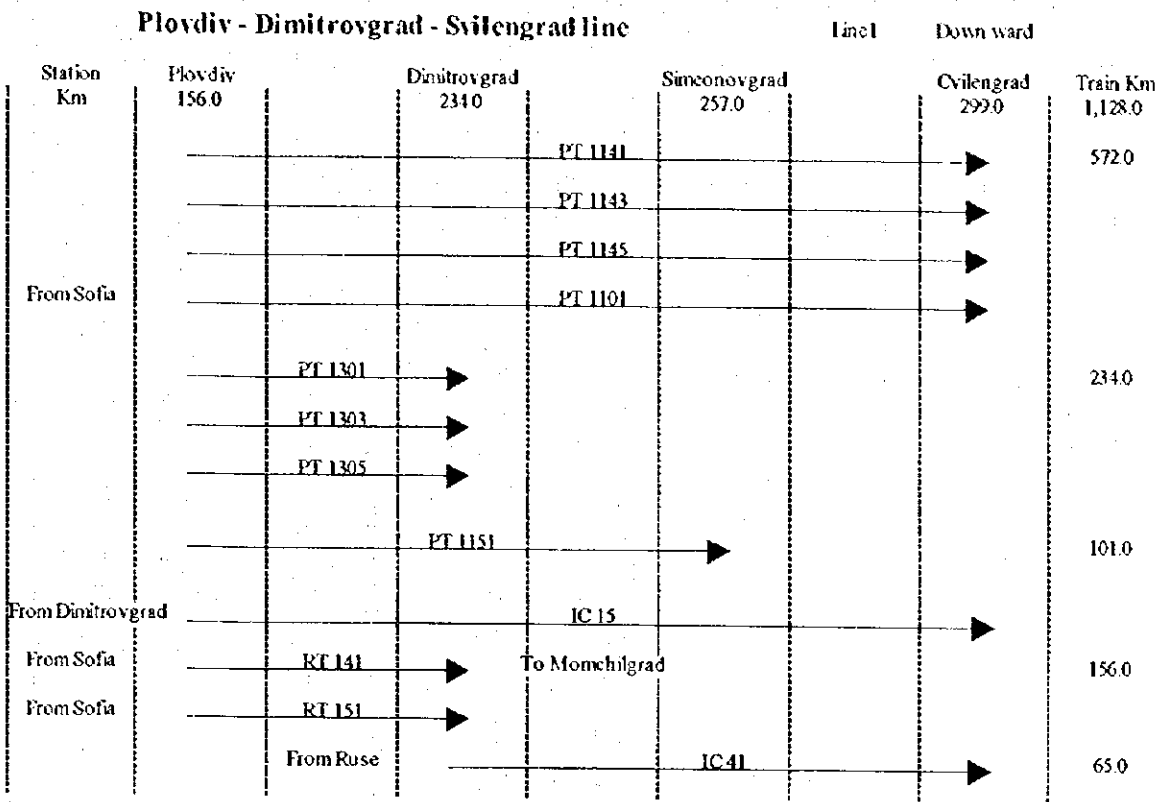 Plovdiv - Dimitrovgrad - Svilengrad line Line1 Down ward
Station Plovdiv Dimitrovgrad Simeonovgrad Cvilengrad Train Km
Km 156.0 234.0 257.0 299.0 1,128.0
PT 1141 572.0
PT 1143
PT 1145
From Sofia PT 1101
PT 1301 234.0
PT 1303
PT 1305
PT 1151 101.0
From Dimitrovgrad IC 15
From Sofia RT 141 To Momchilgrad 156.0
From Sofia RT 151
From Ruse IC 41 65.0